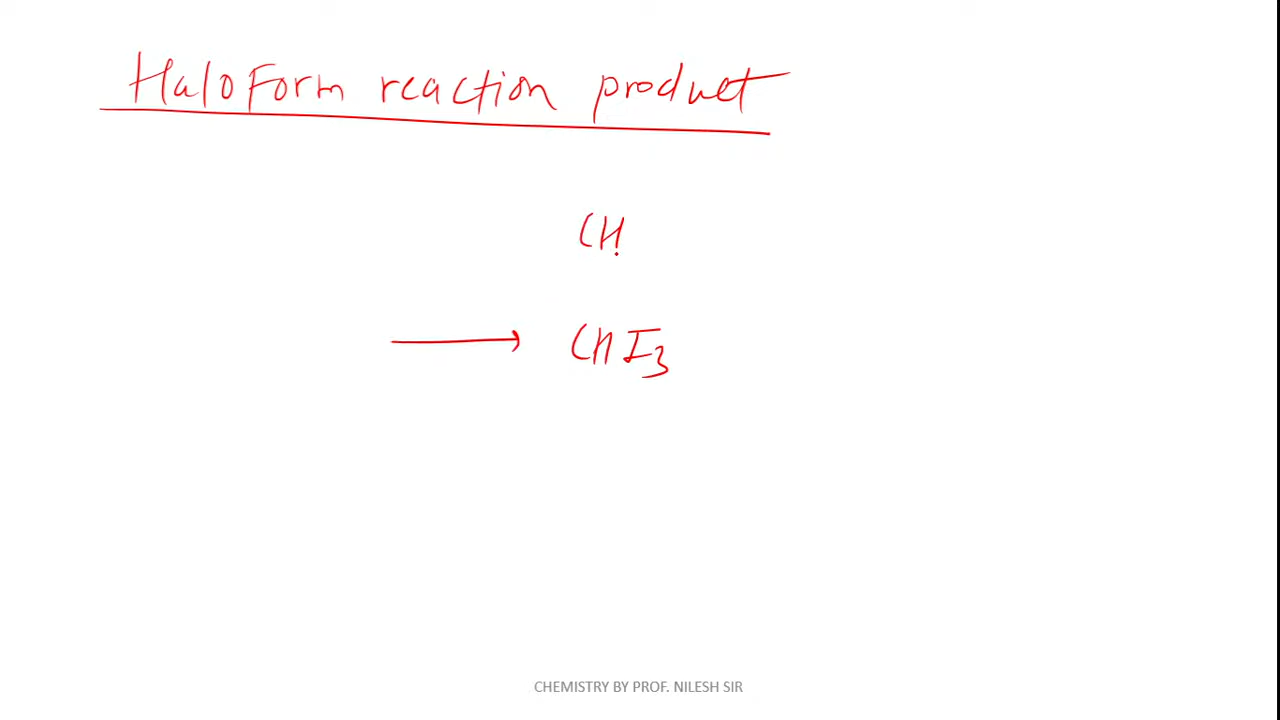 HaloForm reaction product
CH
CHI3
CHEMISTRY BY PROF. NILESH SIR